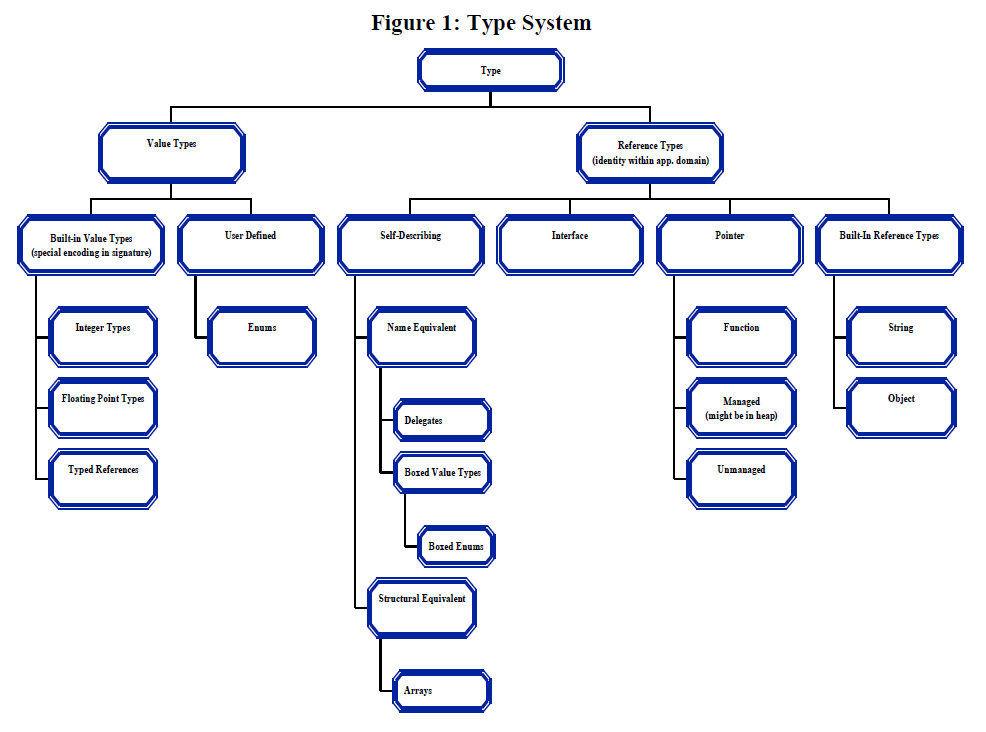 Figure 1: Type System
Type
Value Types
Reference Types
(identity within app. domain)
Built-in Value Types
(special encoding in signature)
User Defined
Self-Describing
Interface
Pointer
Built-In Reference Types
Integer Types
Enums
Name Equivalent
Function
String
Floating Point Types
Delegates
Managed
(might be in heap)
Object
Typed References
Boxed Value Types
Unmanaged
Boxed Enums
Structural Equivalent
Arrays